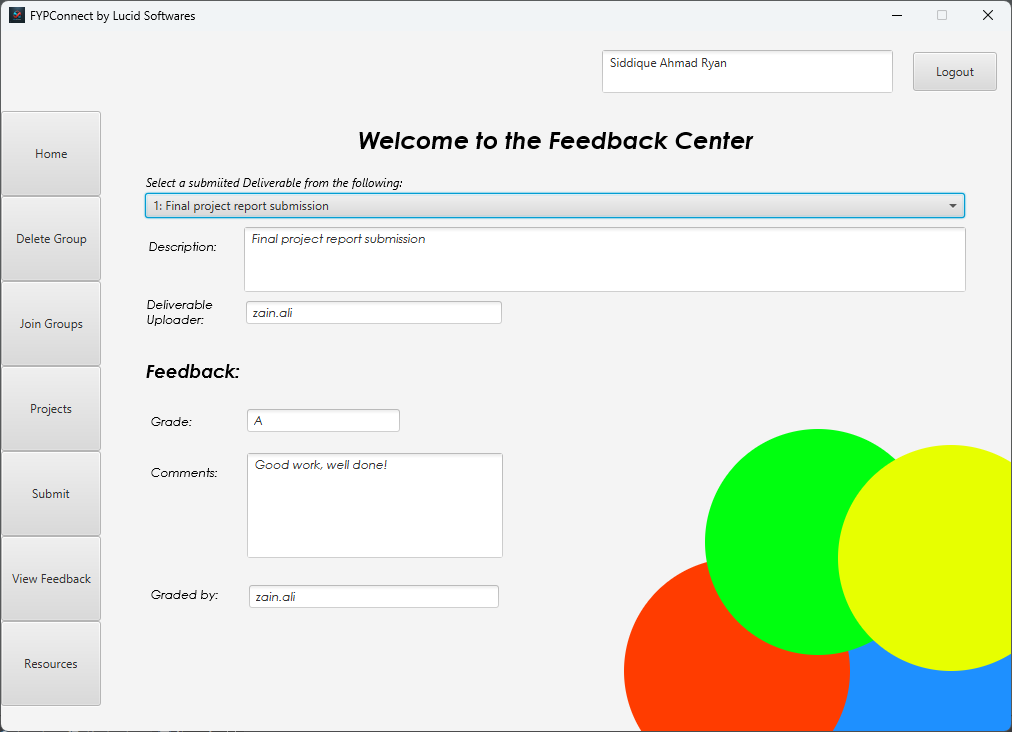 FYPConnect by Lucid Softwares
Siddique Ahmad Ryan
Logout
Home
Delete Group
Join Groups
Projects
Submit
View Feedback
Resources
Welcome to the Feedback Center
Select a submiited Deliverable from the following:
1: Final project report submission
Description:
Final project report submission
Deliverable
Uploader:
zain.ali
Feedback:
Grade:
A
Comments:
Good work, well done!
Graded by:
zain.ali